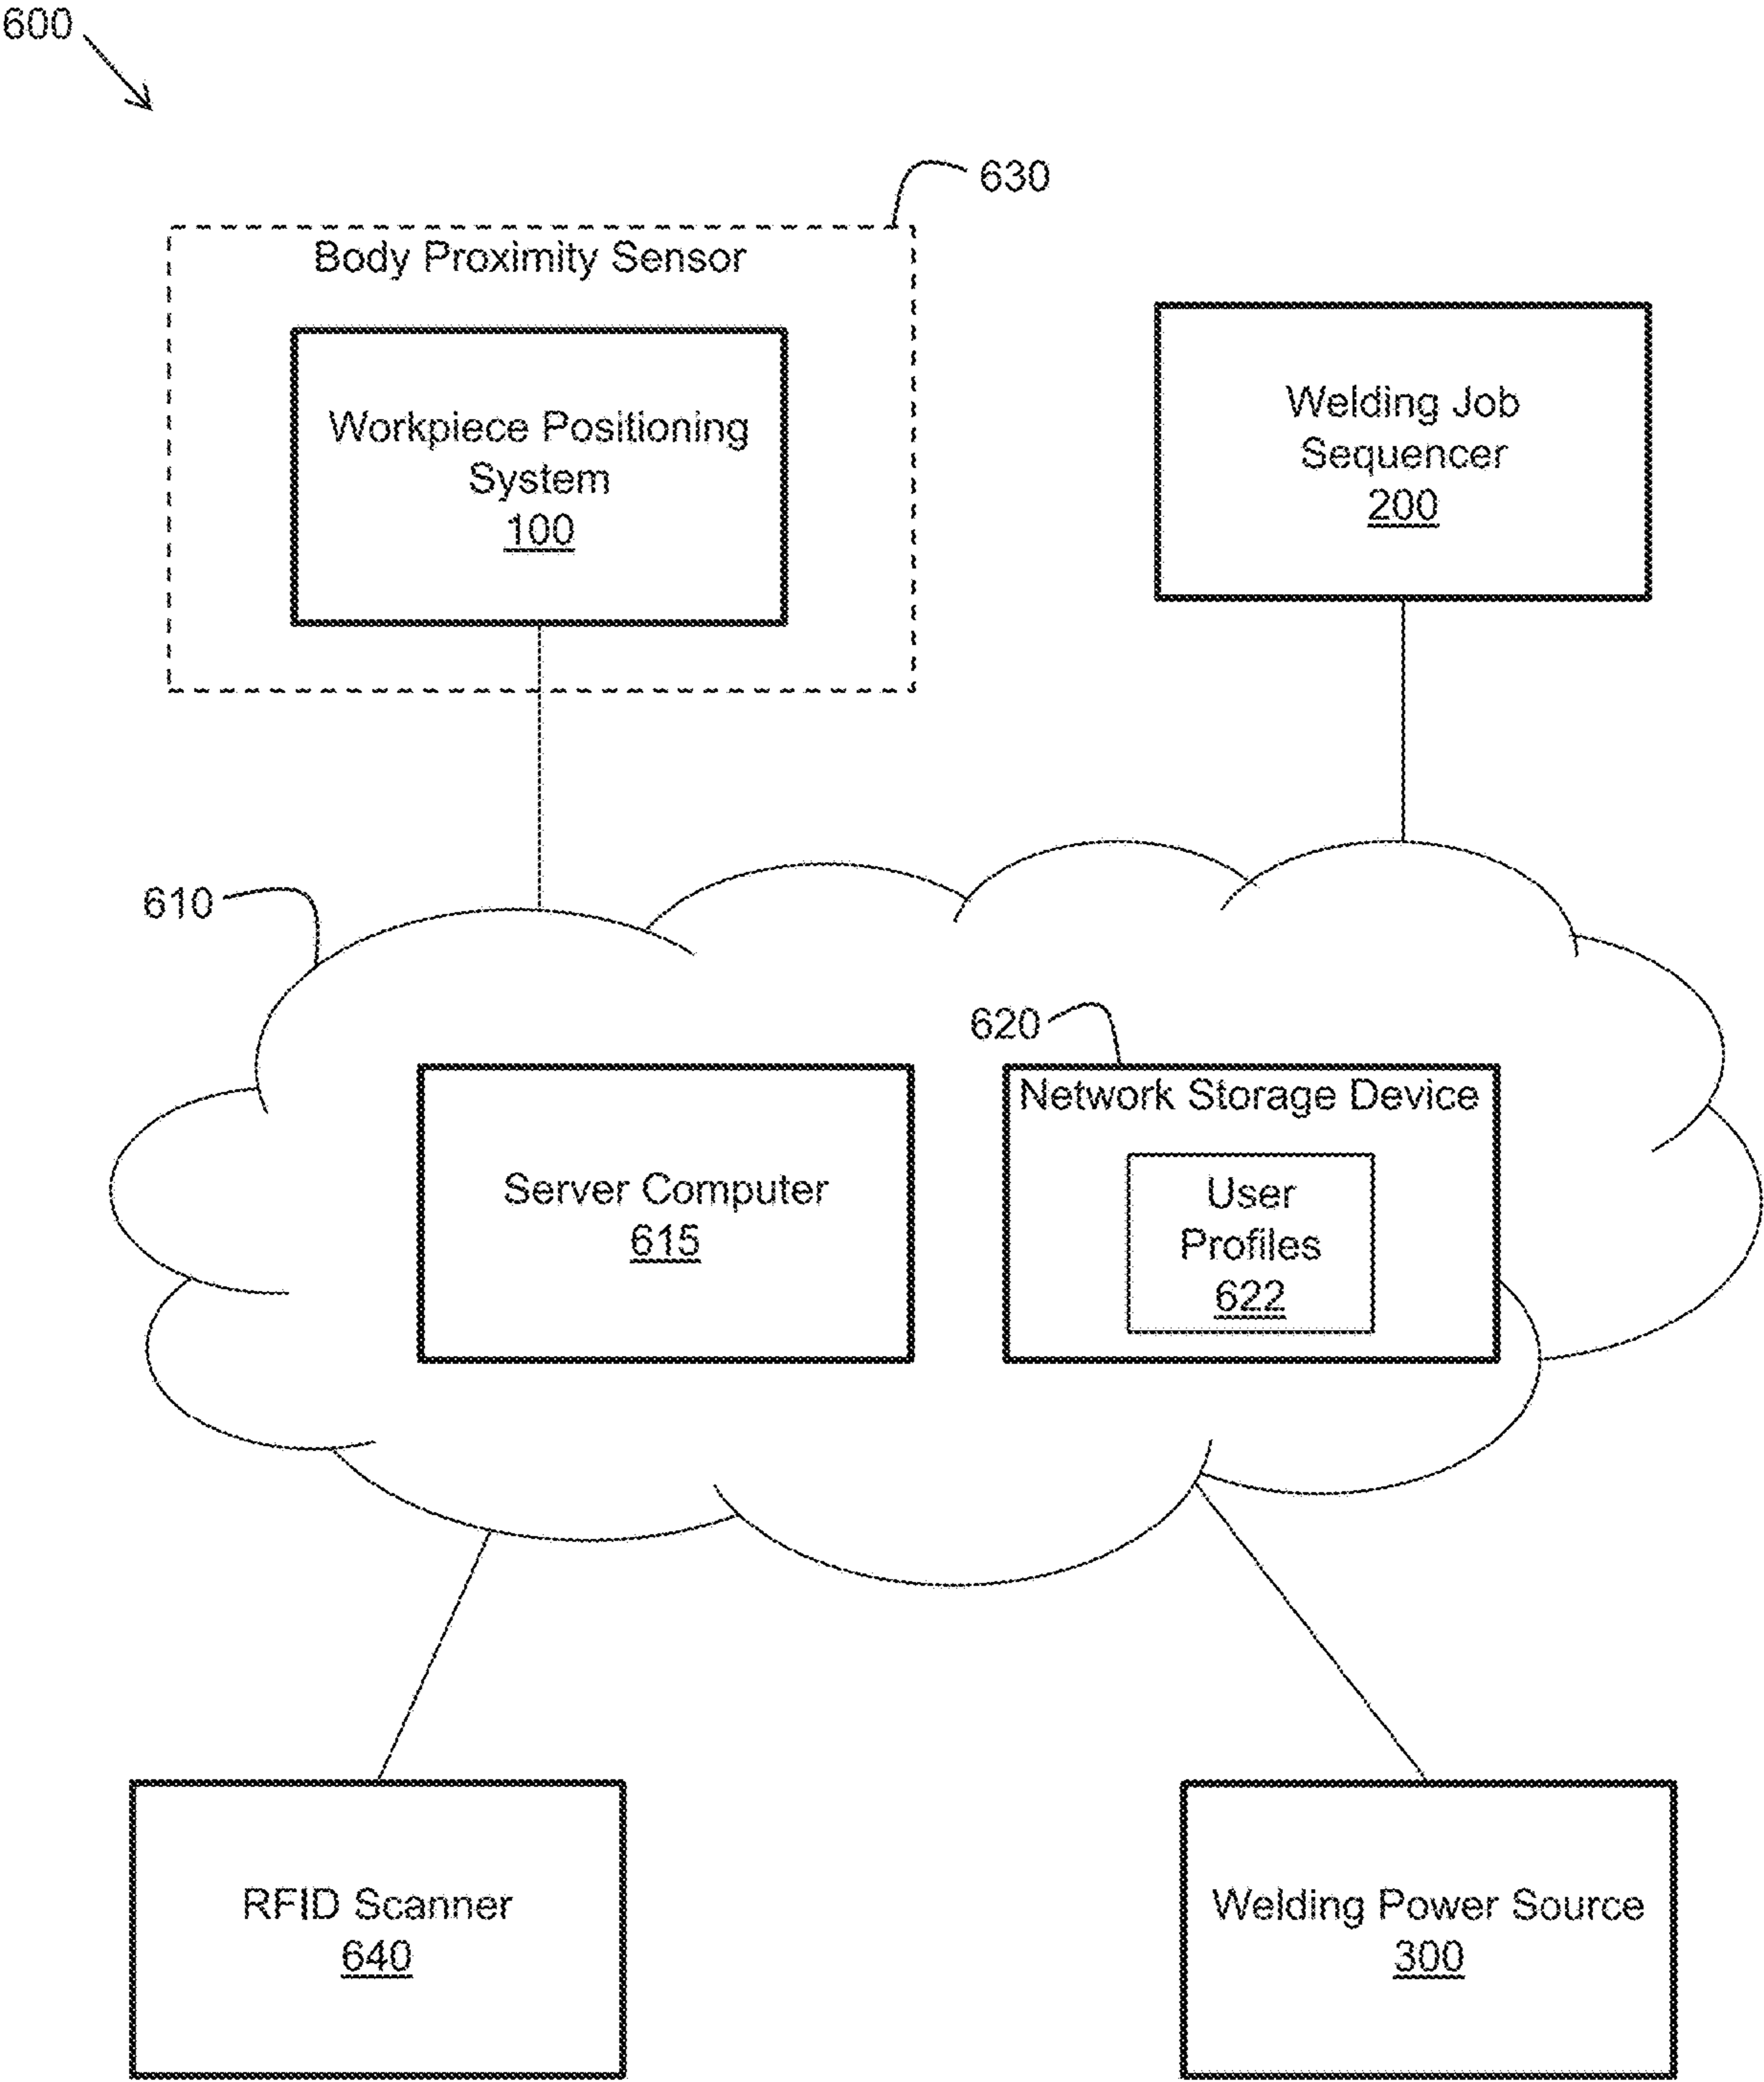 600
630
Body Proximity Sensor
Workpiece Positioning
System
100
Welding Job
Sequencer
200
610
620
Network Storage Device
Server Computer
615
User
Profiles
622
RFID Scanner
640
Welding Power Source
300